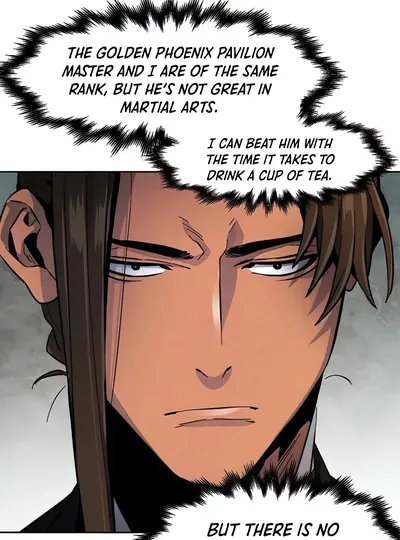 THE GOLDEN PHOENIX PAVILION
MASTER AND I ARE OF THE SAME
RANK, BUT HE'S NOT GREAT IN
MARTIAL ARTS.
I CAN BEAT HIM WITH
THE TIME IT TAKES TO
DRINK A CUP OF TEA.
BUT THERE IS NO